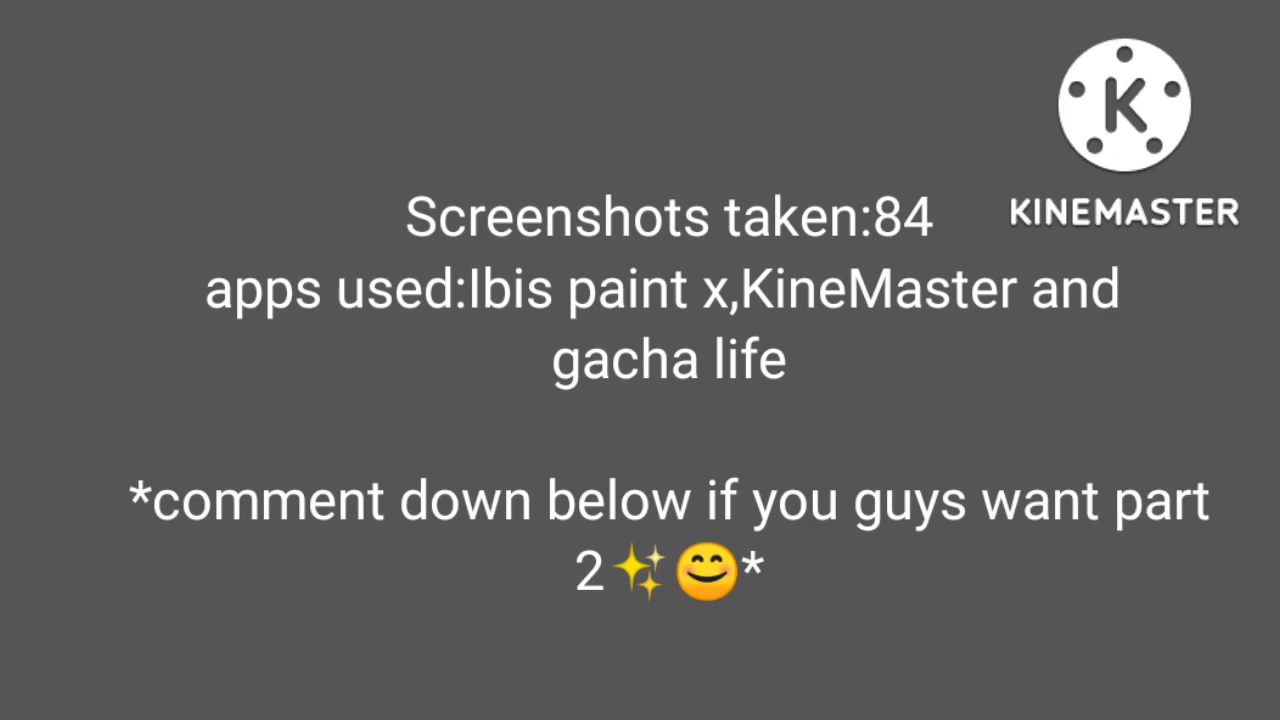 K
KINEMASTER
Screenshots taken:84
apps used:Ibis paint x,KineMaster and
gacha life
*comment down below if you guys want part
2✨😊*